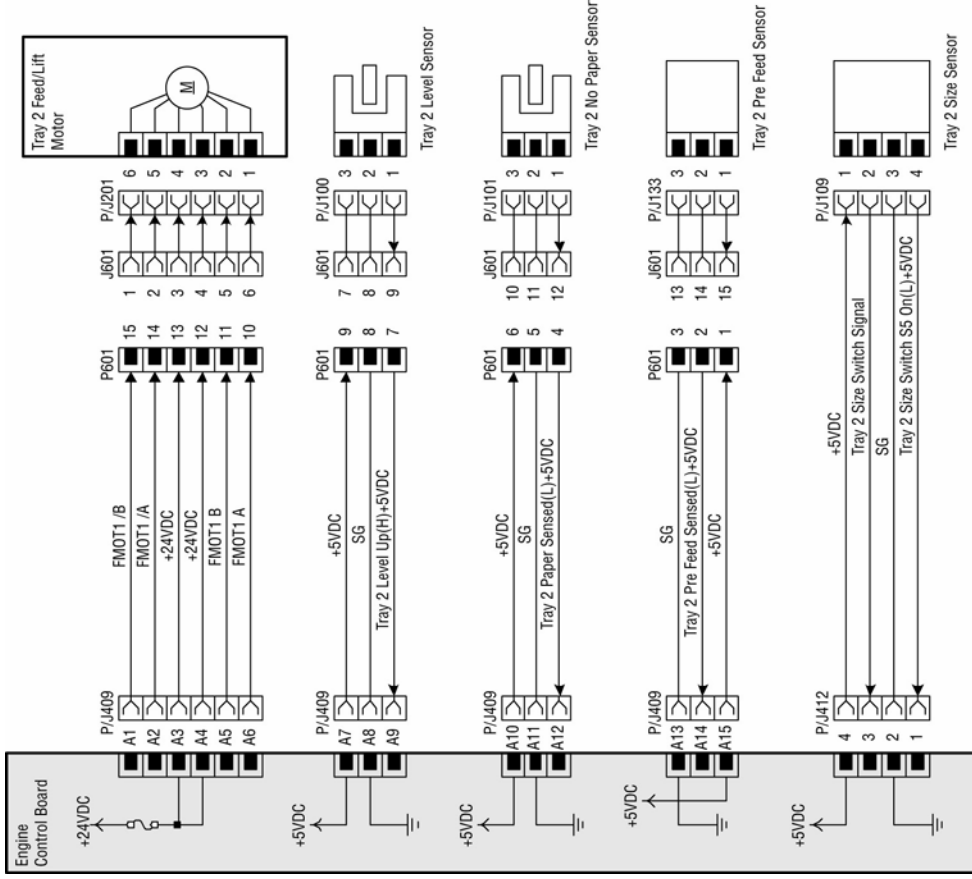 Engine
Control Board
+24VDC
P/J409
A1
A2
A3
A4
A5
A6
FMOT1 /B
FMOT1 /A
+24VDC
+24VDC
FMOT1 B
FMOT1 A
P601
15
14
13
12
11
10
J601
1
2
3
4
5
6
P/J201
6
5
4
3
2
1
Tray 2 Feed/Lift
Motor
M
+5VDC
A7
A8
A9
+5VDC
SG
Tray 2 Level Up(H)+5VDC
P601
9
8
7
J601
7
8
9
P/J100
3
2
1
Tray 2 Level Sensor
+5VDC
P/J409
A10
A11
A12
+5VDC
SG
Tray 2 Paper Sensed(L)+5VDC
P601
6
5
4
J601
10
11
12
P/J101
3
2
1
Tray 2 No Paper Sensor
+5VDC
P/J409
A13
A14
A15
SG
Tray 2 Pre Feed Sensed(L)+5VDC
+5VDC
P601
3
2
1
J601
13
14
15
P/J133
3
2
1
Tray 2 Pre Feed Sensor
+5VDC
P/J412
4
3
2
1
+5VDC
Tray 2 Size Switch Signal
SG
Tray 2 Size Switch S5 On(L)+5VDC
P/J109
1
2
3
4
Tray 2 Size Sensor